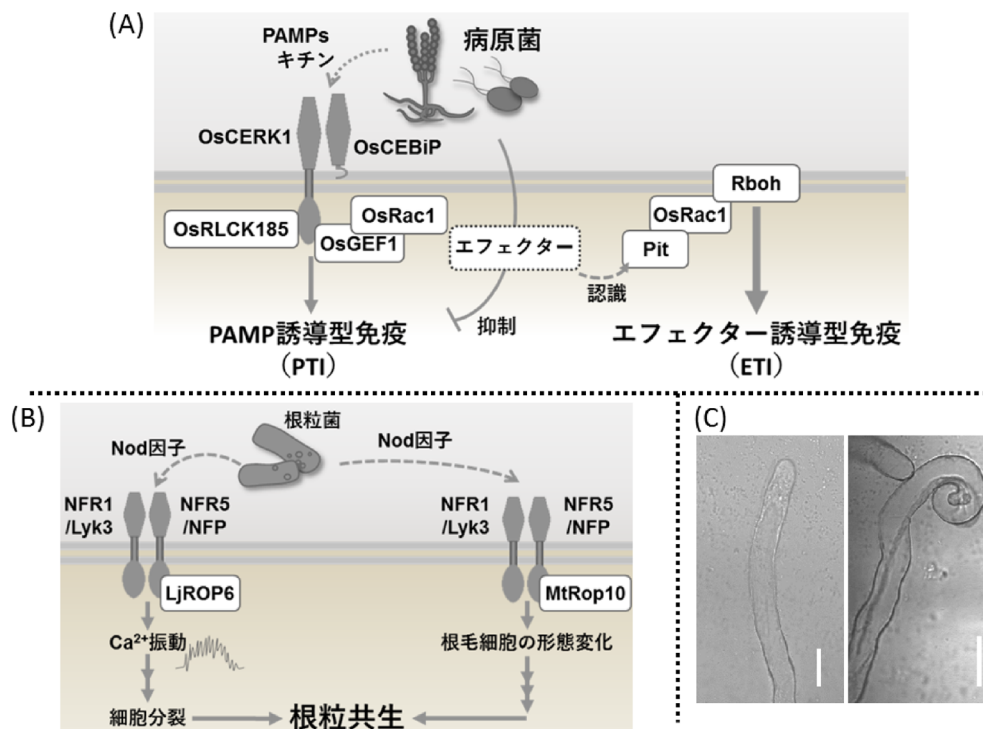 (A)
PAMPs
キチン
病原菌
OsCERK1
OsCEBiP
Rboh
OsRac1
OsRac1
OsRLCK185
OsGEF1
エフェクター
Pit
認識
抑制
PAMP誘導型免疫
(PTI)
エフェクター誘導型免疫
(ETI)
(B)
根粒菌
Nod因子
Nod因子
NFR1
/Lyk3
NFR5
/NFP
NFR1
/Lyk3
NFR5
/NFP
LjROP6
MtRop10
Ca²⁺振動
根毛細胞の形態変化
細胞分裂
根粒共生
(C)